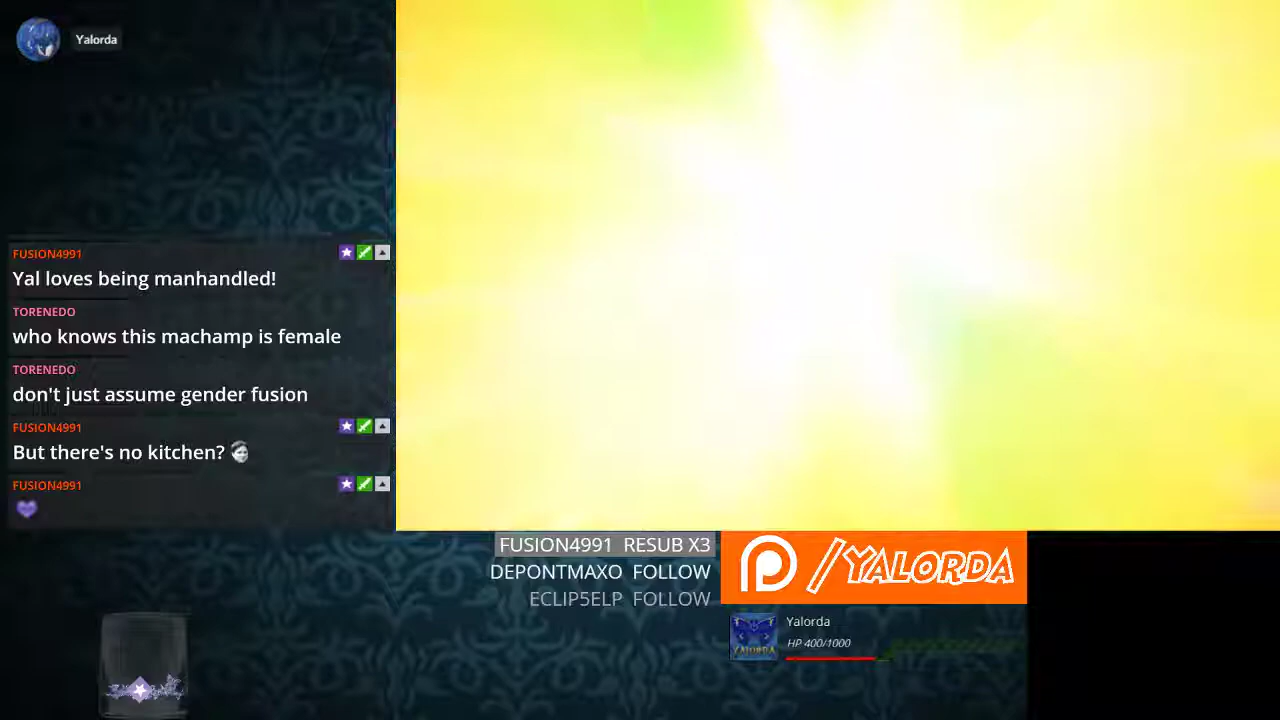 Yalorda
FUSION4991
Yal loves being manhandled!
TORENEDO
who knows this machamp is female
TORENEDO
don't just assume gender fusion
FUSION4991
But there's no kitchen?
FUSION4991
FUSION4991 RESUB X3
DEPONTMAXO FOLLOW
ECLIP5ELP FOLLOW
/YALORDA
Yalorda
HP 400/1000
YALORDA